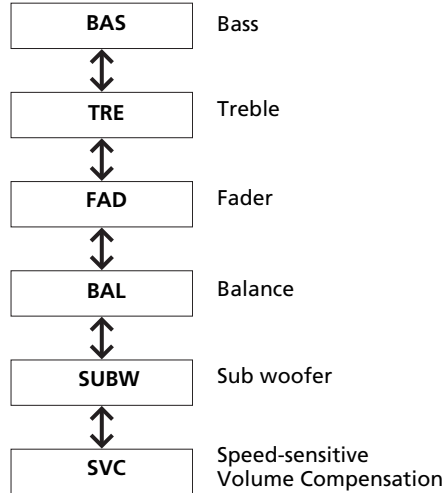 BAS Bass
TRE Treble
FAD Fader
BAL Balance
SUBW Sub woofer
SVC Speed-sensitive
Volume Compensation